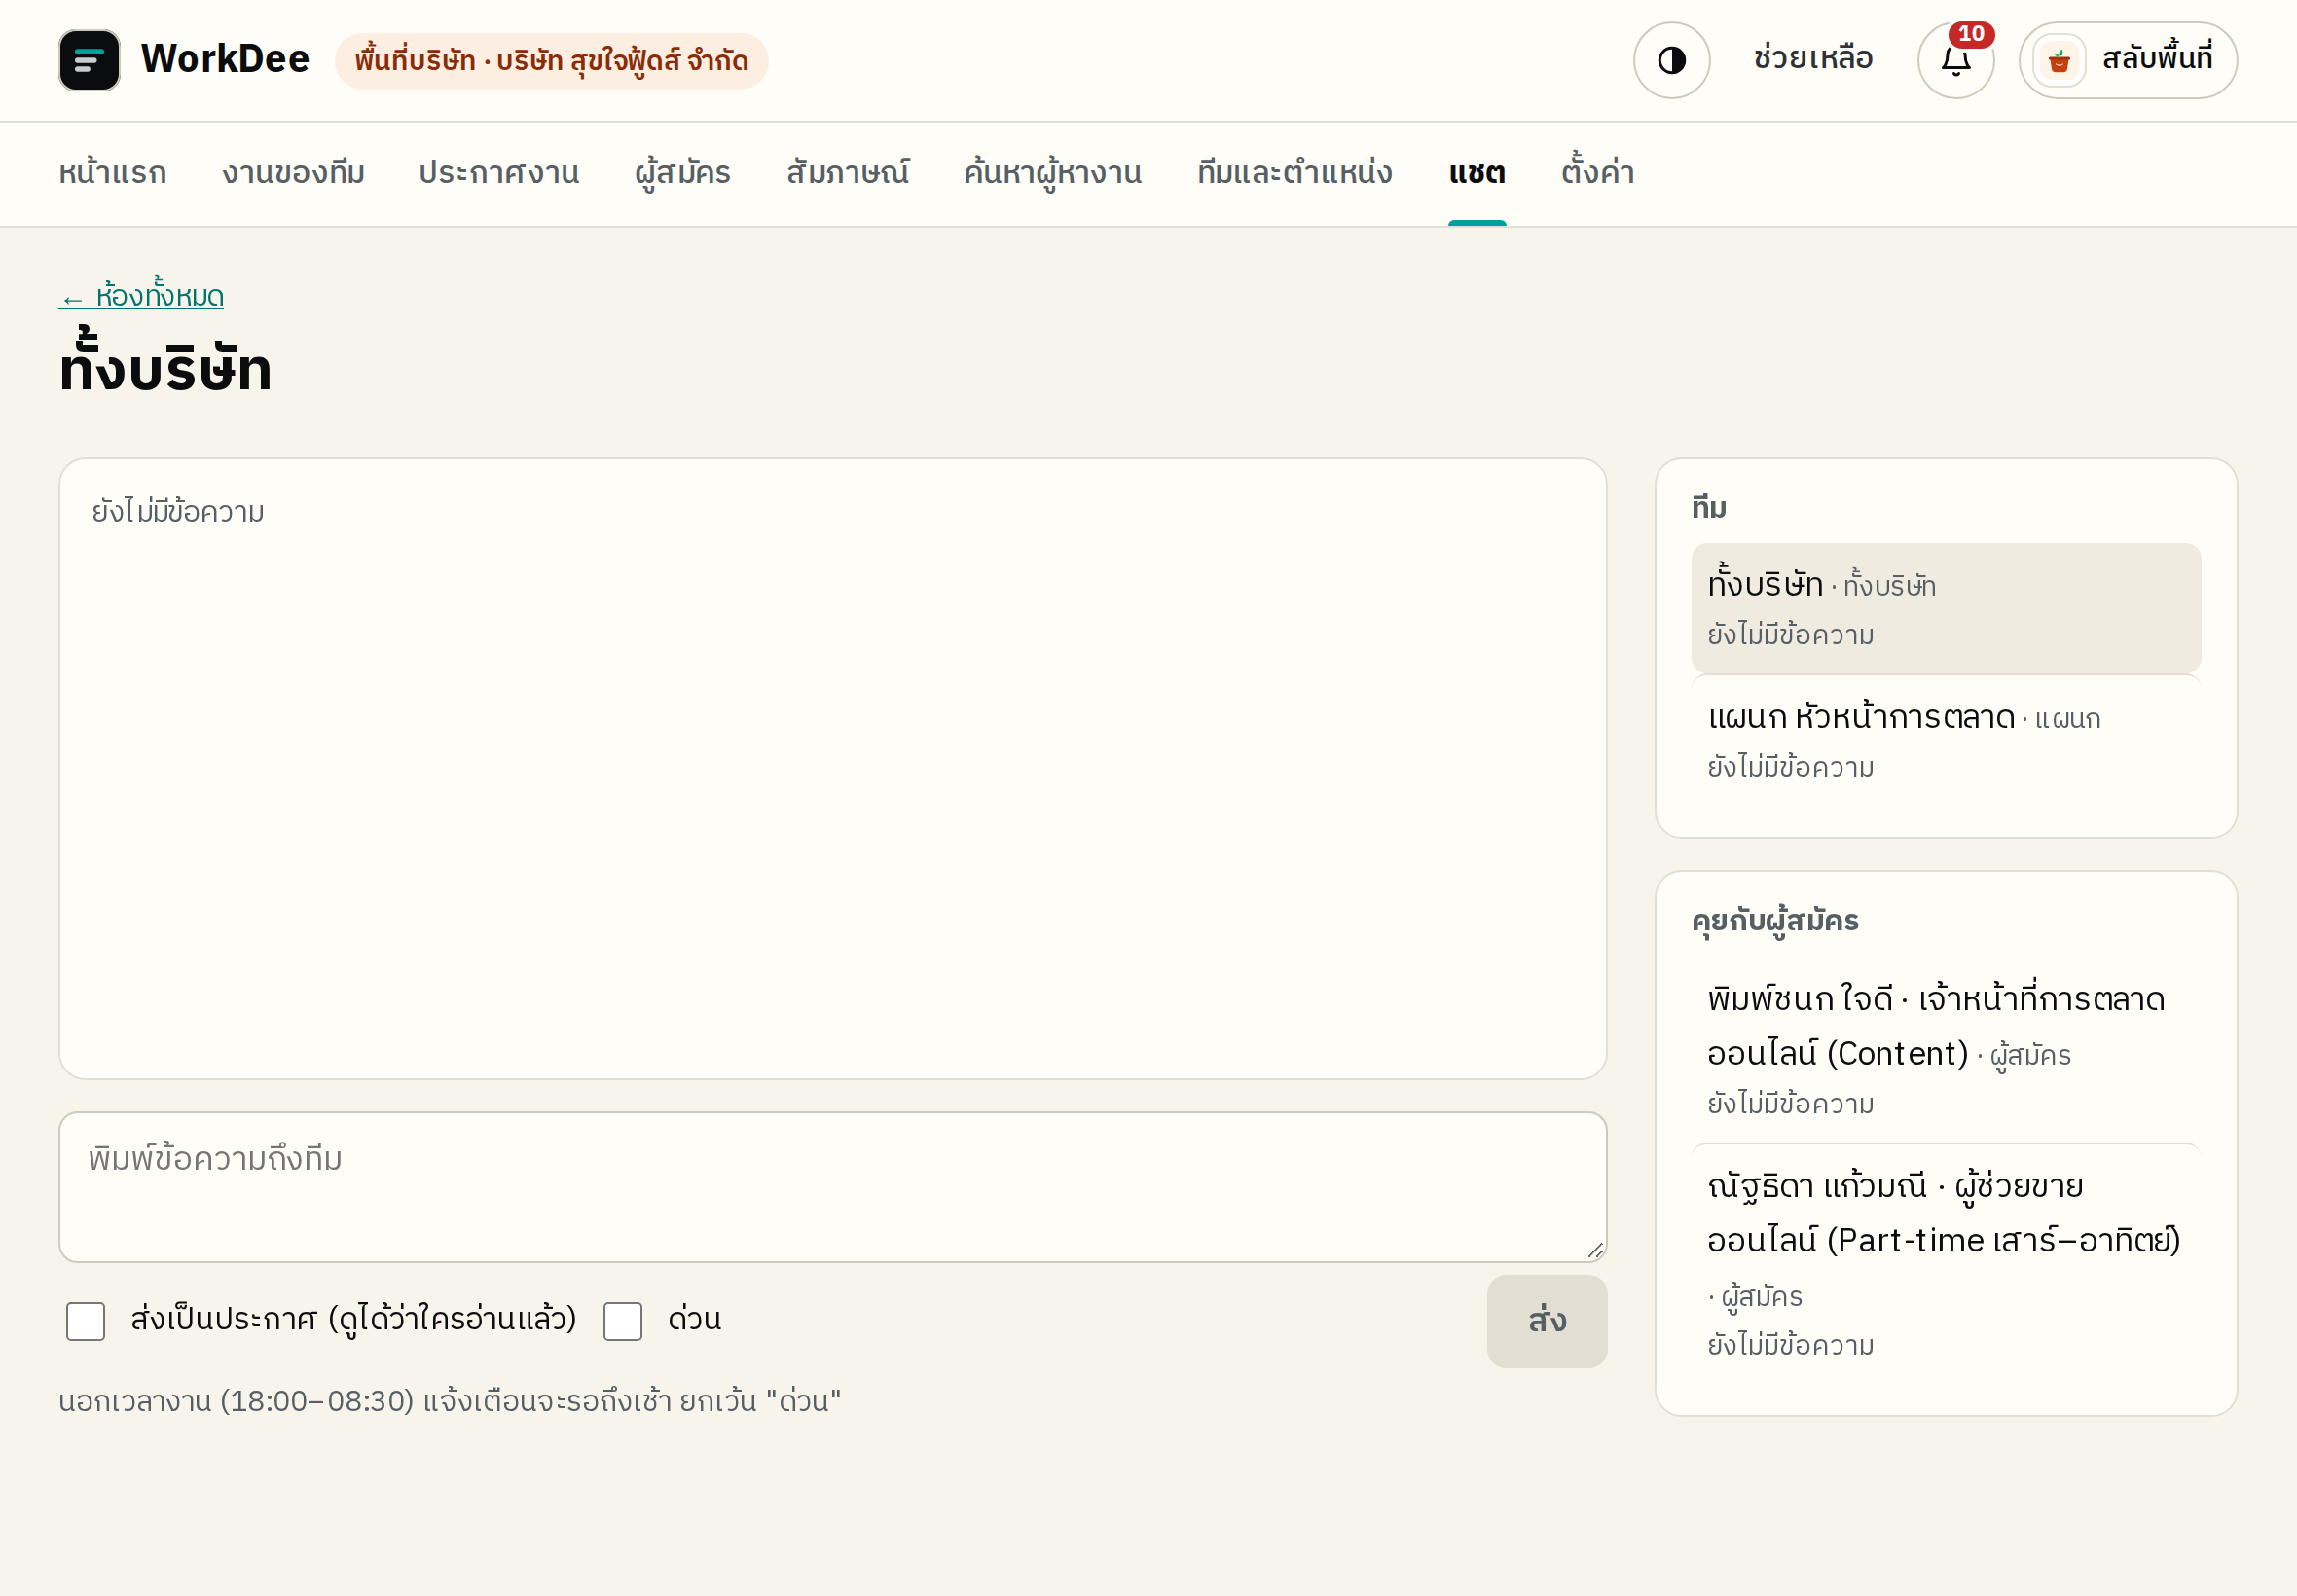 WorkDee
พื้นที่บริษัท · บริษัท สุขใจฟู้ดส์ จำกัด
ช่วยเหลือ
10
สลับพื้นที่
หน้าแรก
งานของทีม
ประกาศงาน
ผู้สมัคร
สัมภาษณ์
ค้นหาผู้หางาน
ทีมและตำแหน่ง
แชต
ตั้งค่า
← ห้องทั้งหมด
ทั้งบริษัท
ยังไม่มีข้อความ
พิมพ์ข้อความถึงทีม
ส่งเป็นประกาศ (ดูได้ว่าใครอ่านแล้ว)
ด่วน
ส่ง
นอกเวลางาน (18:00–08:30) แจ้งเตือนจะรอถึงเช้า ยกเว้น "ด่วน"
ทีม
ทั้งบริษัท · ทั้งบริษัท
ยังไม่มีข้อความ
แผนก หัวหน้าการตลาด · แผนก
ยังไม่มีข้อความ
คุยกับผู้สมัคร
พิมพ์ชนก ใจดี · เจ้าหน้าที่การตลาด
ออนไลน์ (Content) · ผู้สมัคร
ยังไม่มีข้อความ
ณัฐธิดา แก้วมณี · ผู้ช่วยขาย
ออนไลน์ (Part-time เสาร์–อาทิตย์)
· ผู้สมัคร
ยังไม่มีข้อความ